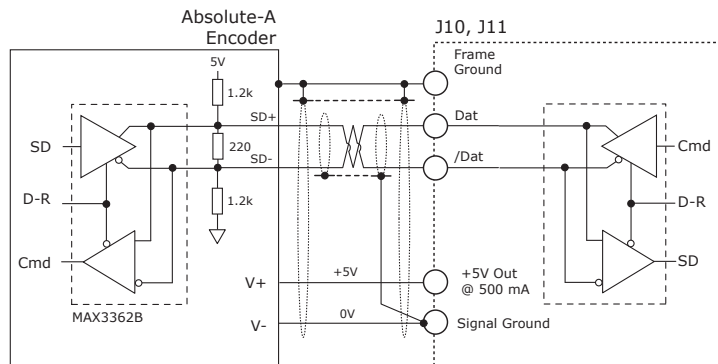 Absolute-A
Encoder
J10, J11
5V
1.2k
SD+
220
SD-
1.2k
SD
D-R
Cmd
MAX3362B
V+
V-
+5V
0V
Frame
Ground
Dat
/Dat
+5V Out
@ 500 mA
Signal Ground
Cmd
D-R
SD